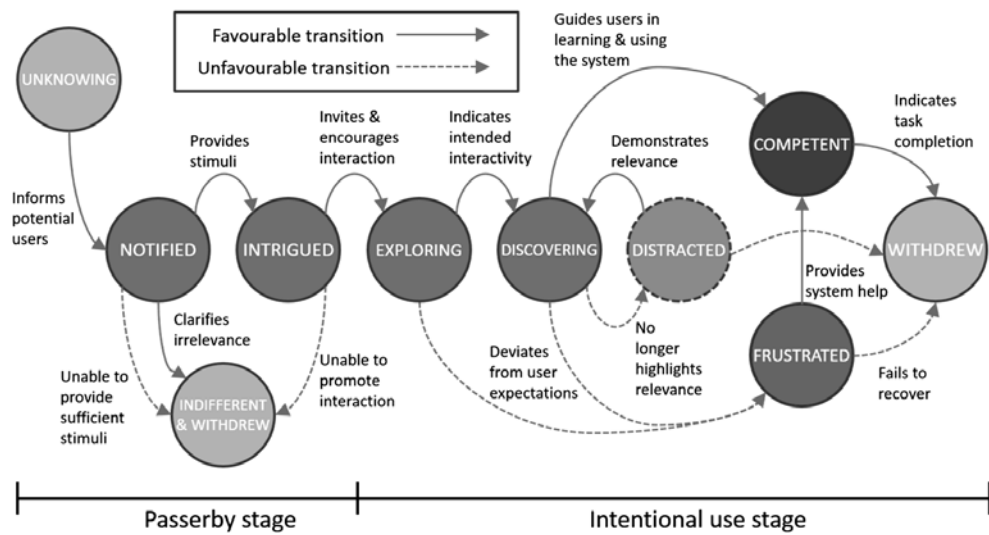 Favourable transition
Unfavourable transition
UNKNOWING
Guides users in
learning & using
the system
Informs
potential
users
Provides
stimuli
Invites &
encourages
interaction
Indicates
intended
interactivity
Demonstrates
relevance
COMPETENT
Indicates
task
completion
NOTIFIED
INTRIGUED
EXPLORING
DISCOVERING
DISTRACTED
WITHDREW
Clarifies
irrelevance
Unable to
provide
sufficient
stimuli
INDIFFERENT
& WITHDREW
Unable to
promote
interaction
Deviates
from user
expectations
No
longer
highlights
relevance
Provides
system help
FRUSTRATED
Fails to
recover
Passerby stage
Intentional use stage